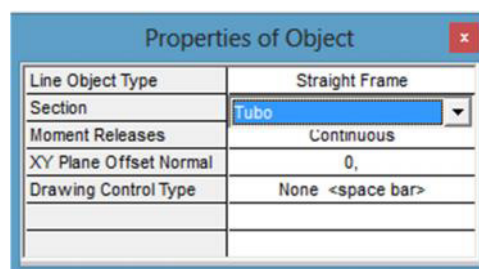 Properties of Object
x
Line Object Type Straight Frame
Section Tubo
Moment Releases Continuous
XY Plane Offset Normal 0,
Drawing Control Type None <space bar>